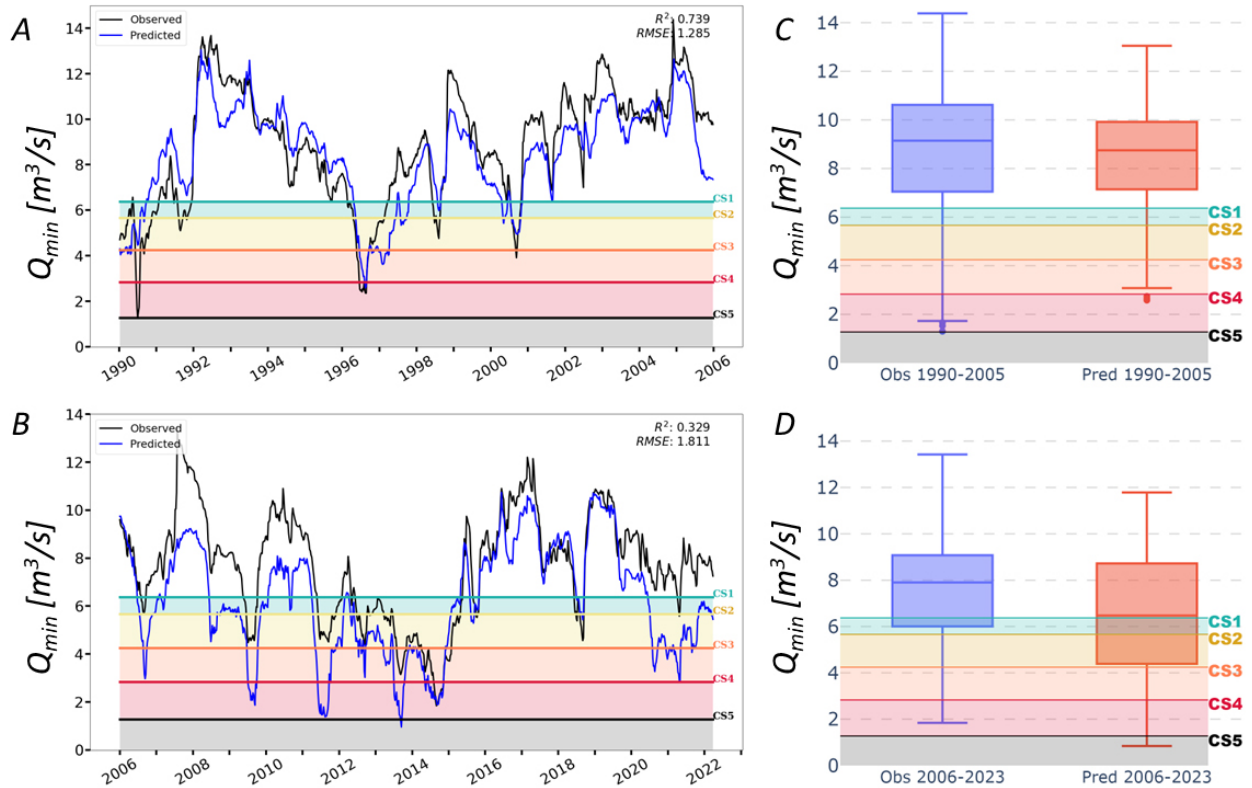 A
Observed
Predicted
R²: 0.739
RMSE: 1.285
Qmin [m³/s]
14
12
10
8
6
4
2
0
CS1
CS2
CS3
CS4
CS5
1990
1992
1994
1996
1998
2000
2002
2004
2006
C
Qmin [m³/s]
14
12
10
8
6
4
2
0
CS1
CS2
CS3
CS4
CS5
Obs 1990-2005
Pred 1990-2005
B
Observed
Predicted
R²: 0.329
RMSE: 1.811
Qmin [m³/s]
14
12
10
8
6
4
2
0
CS1
CS2
CS3
CS4
CS5
2006
2008
2010
2012
2014
2016
2018
2020
2022
D
Qmin [m³/s]
14
12
10
8
6
4
2
0
CS1
CS2
CS3
CS4
CS5
Obs 2006-2023
Pred 2006-2023